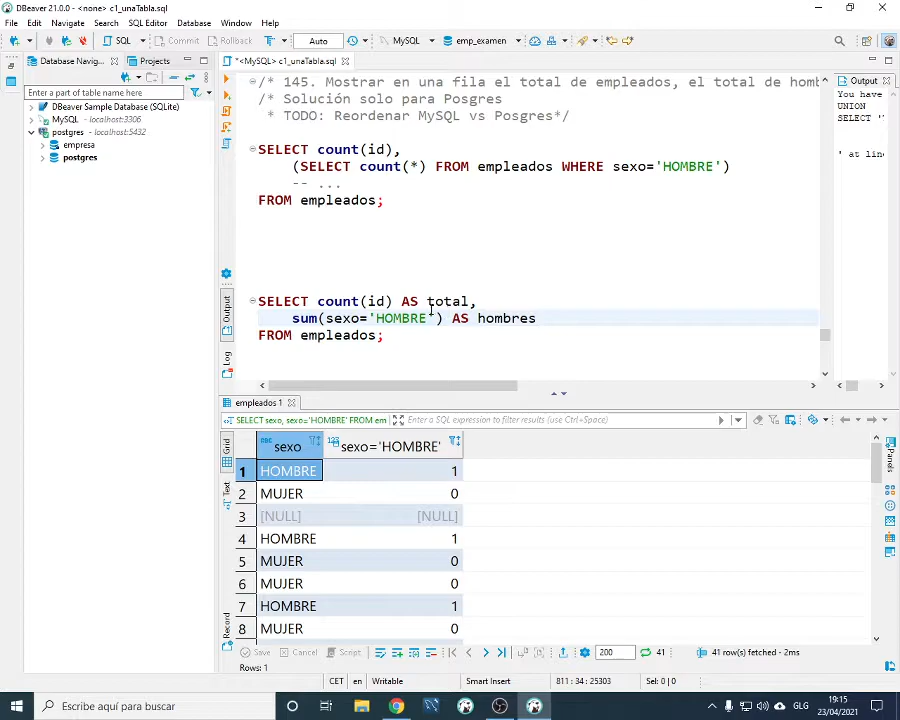 DBeaver 21.0.0 - <none> c1_unaTabla.sql
File Edit Navigate Search SQL Editor Database Window Help
SQL Commit Rollback Auto MySQL emp_examen
Database Navig... Projects
*<MySQL> c1_unaTabla.sql
Output
Enter a part of table name here
DBeaver Sample Database (SQLite)
MySQL - localhost:3306
postgres - localhost:5432
empresa
postgres
/* 145. Mostrar en una fila el total de empleados, el total de homb
/* Solución solo para Posgres
* TODO: Reordenar MySQL vs Posgres*/
SELECT count(id),
(SELECT count(*) FROM empleados WHERE sexo='HOMBRE')
-- ...
FROM empleados;
SELECT count(id) AS total,
sum(sexo='HOMBRE') AS hombres
FROM empleados;
You have
UNION
SELECT '
' at line
Output
Log
empleados 1
SELECT sexo, sexo='HOMBRE' FROM em
Enter a SQL expression to filter results (use Ctrl+Space)
Grid
Text
Record
Panels
sexo sexo='HOMBRE'
1 HOMBRE 1
2 MUJER 0
3 [NULL] [NULL]
4 HOMBRE 1
5 MUJER 0
6 MUJER 0
7 HOMBRE 1
8 MUJER 0
Save Cancel Script 200 41 41 row(s) fetched - 2ms
Rows: 1
CET en Writable Smart Insert 811 : 34 : 25303 Sel: 0 | 0
Escribe aquí para buscar
GLG
19:15
23/04/2021